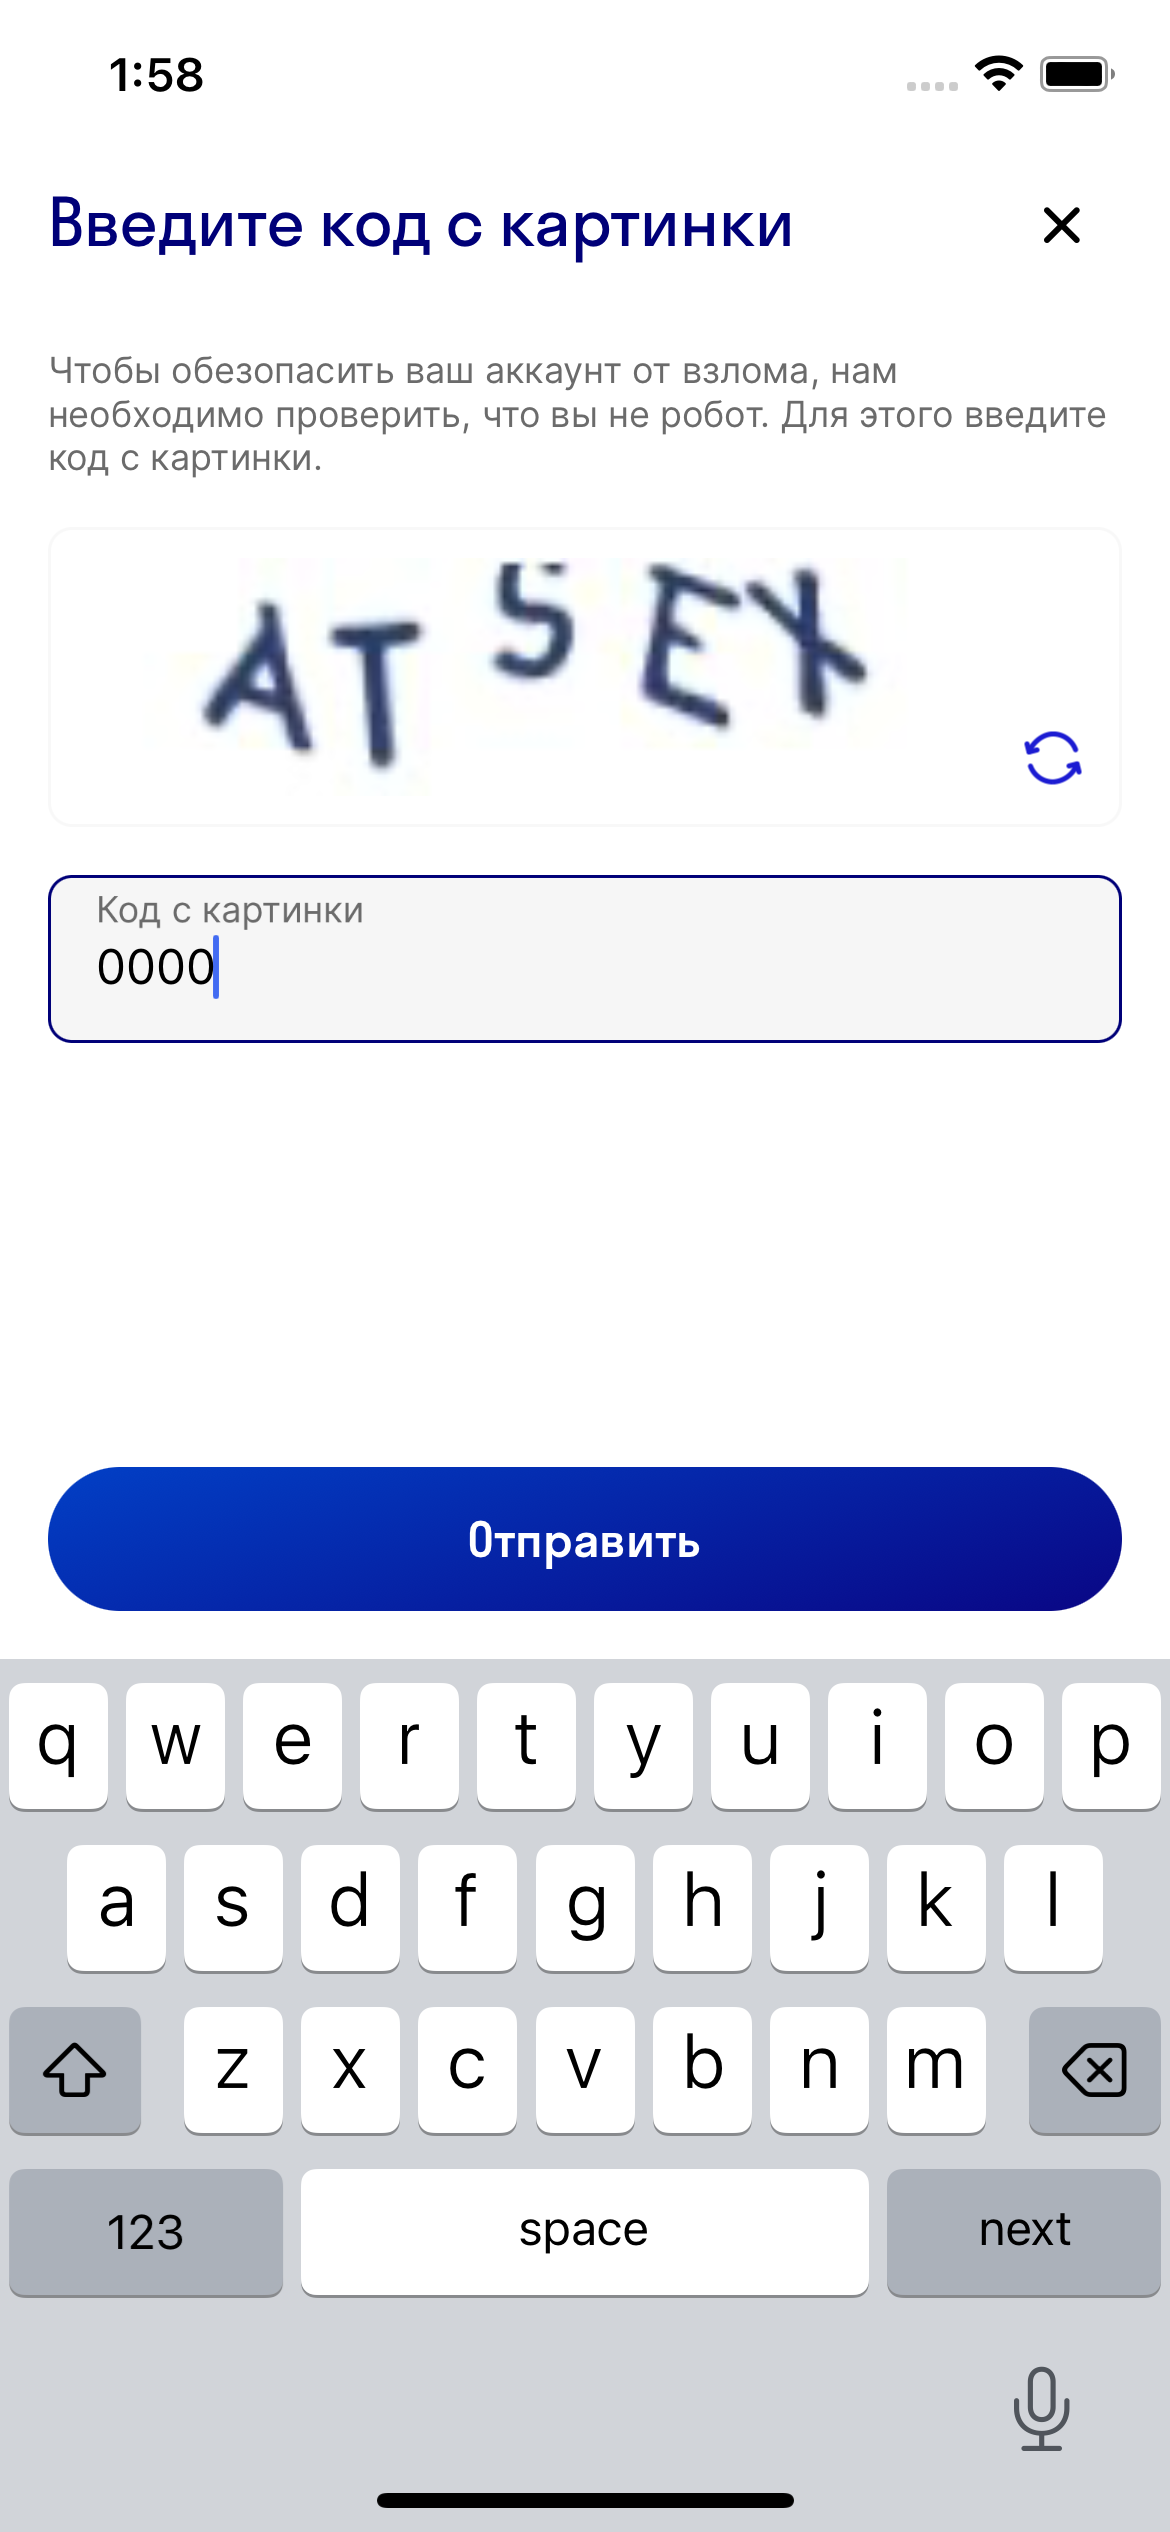 1:58
Введите код с картинки
Чтобы обезопасить ваш аккаунт от взлома, нам
необходимо проверить, что вы не робот. Для этого введите
код с картинки.
Код с картинки
0000
Отправить
q w e r t y u i o p
a s d f g h j k l
z x c v b n m
123 space next